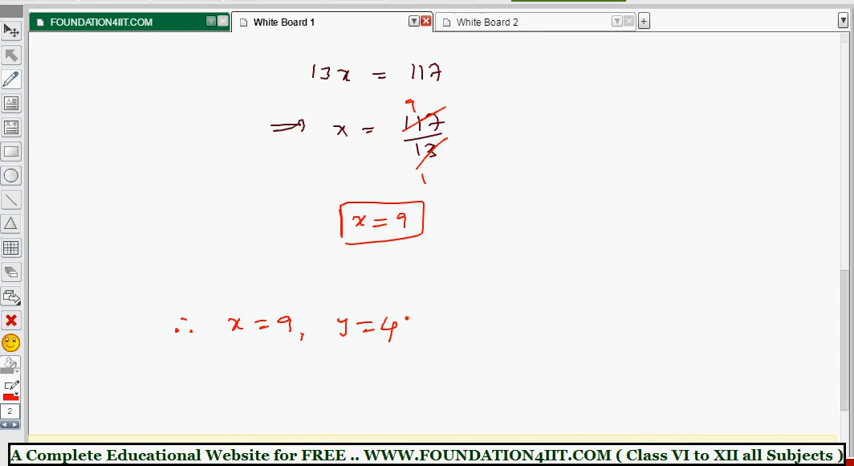 FOUNDATION4IIT.COM White Board 1 White Board 2
13x = 117
9
⟹ x = 117/13
1
x = 9
∴ x = 9, y = 4
2
A Complete Educational Website for FREE .. WWW.FOUNDATION4IIT.COM ( Class VI to XII all Subjects )